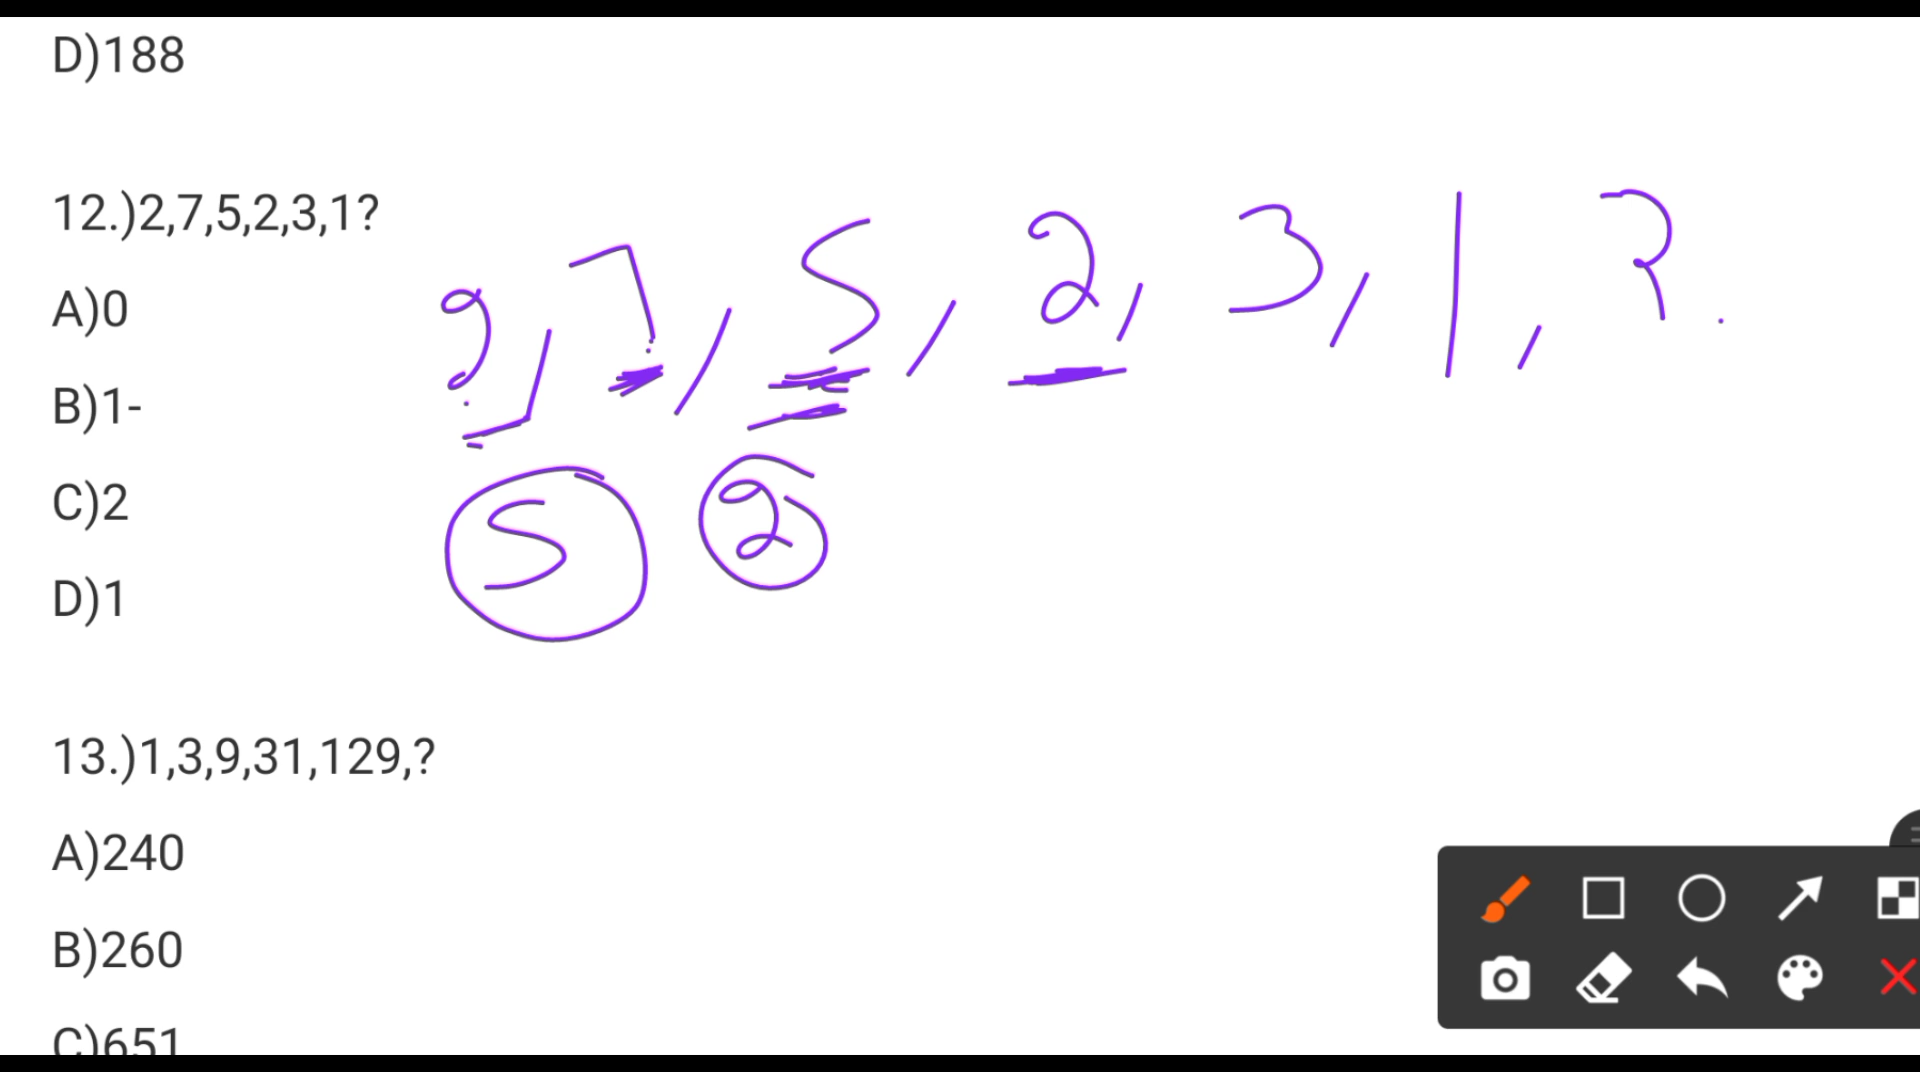 D)188
12.)2,7,5,2,3,1?
2,7,5,2,3,1,?
A)0
B)1-
C)2
5 2
D)1
13.)1,3,9,31,129,?
A)240
B)260
C)651